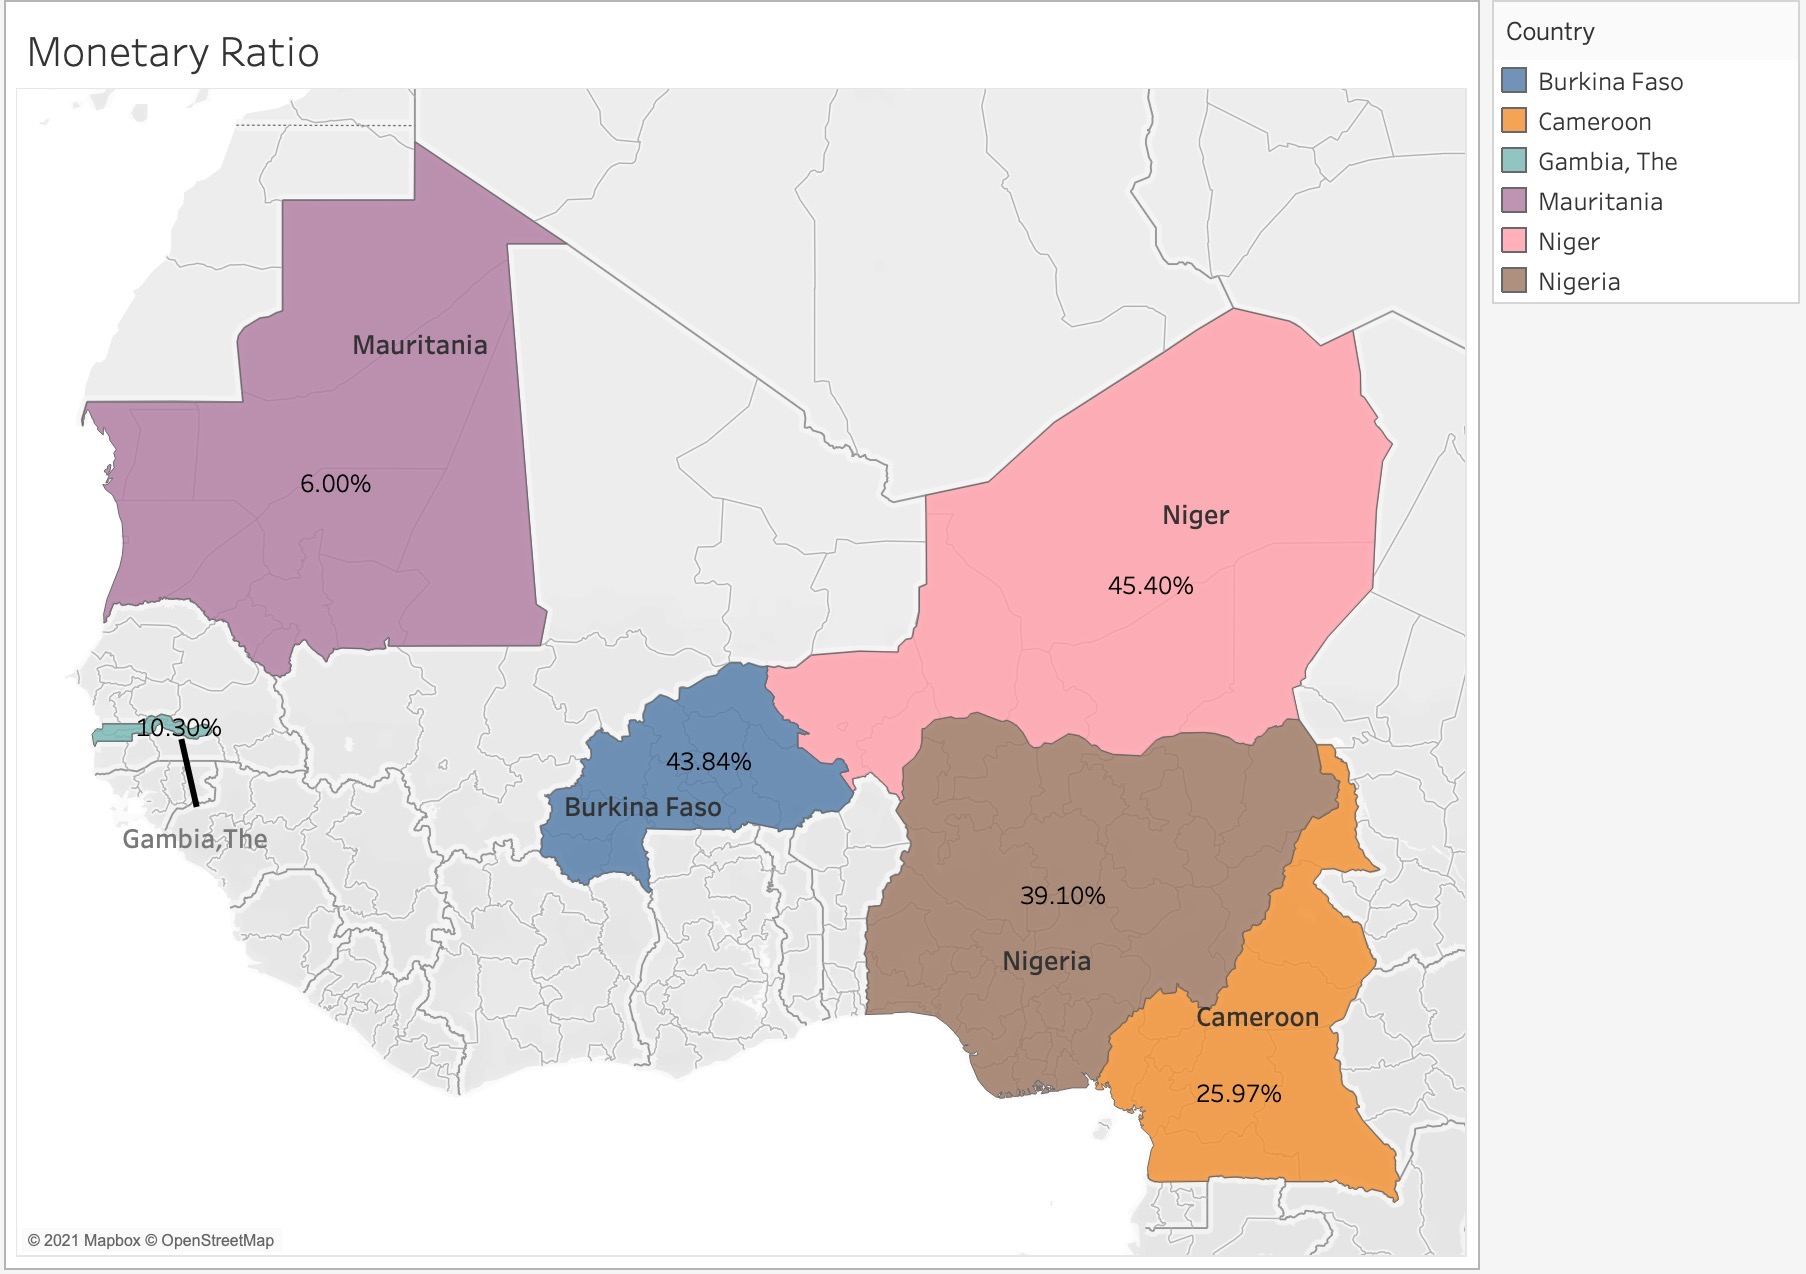 Monetary Ratio
Country
Burkina Faso
Cameroon
Gambia, The
Mauritania
Niger
Nigeria
Mauritania
6.00%
Niger
45.40%
10.30%
Gambia,The
43.84%
Burkina Faso
39.10%
Nigeria
Cameroon
25.97%
© 2021 Mapbox © OpenStreetMap